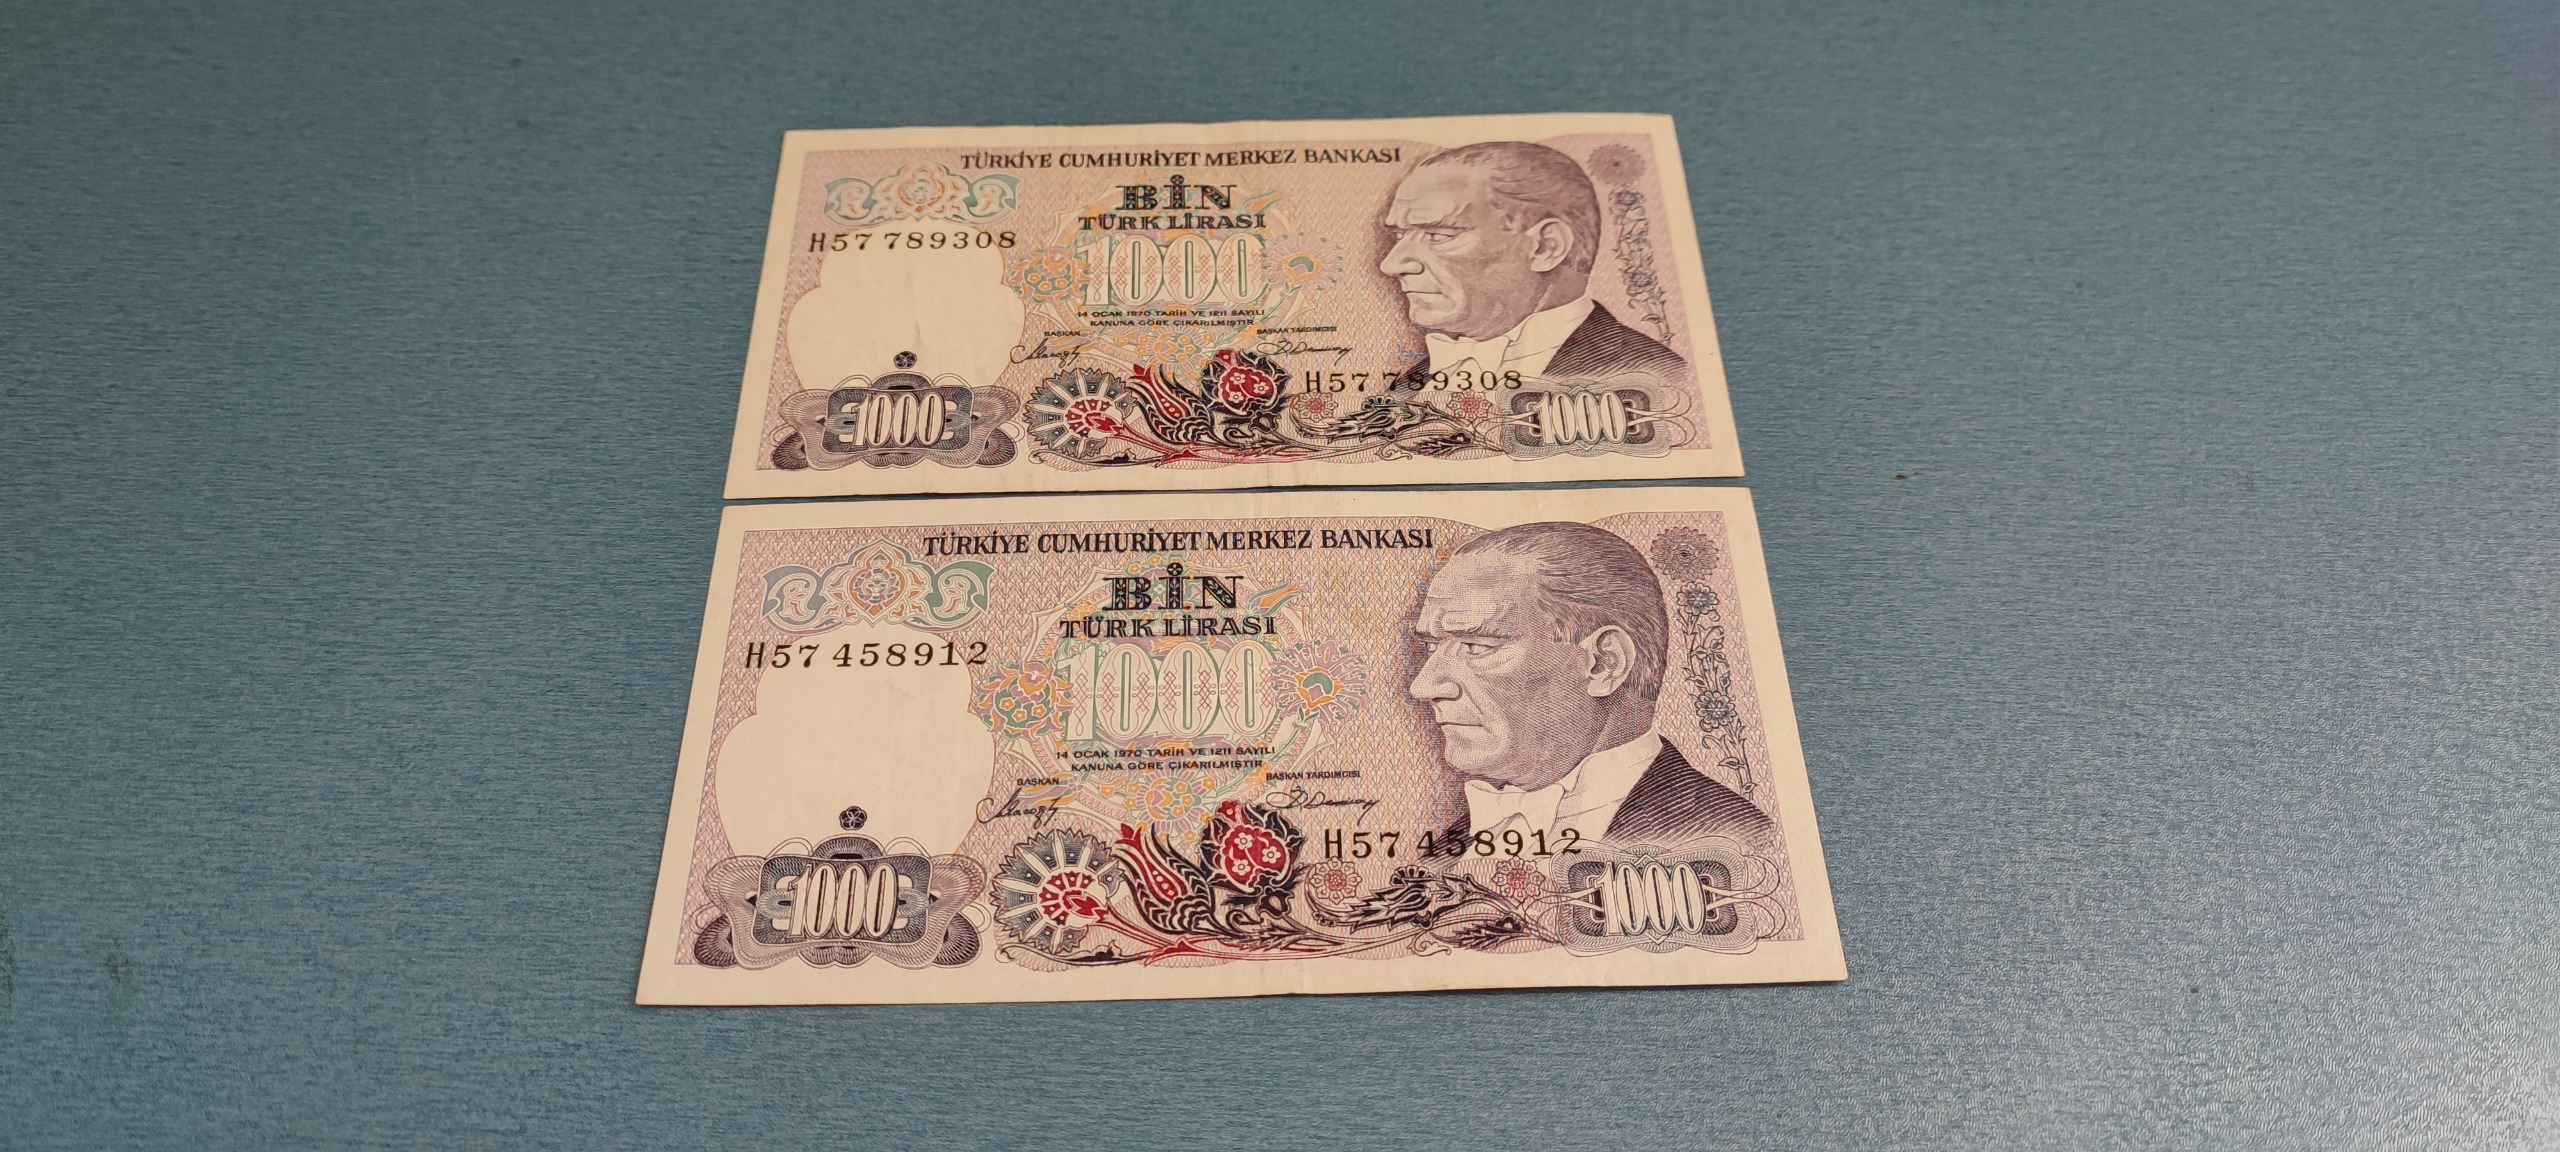 TÜRKİYE CUMHURİYET MERKEZ BANKASI
BİN
TÜRK LİRASI
H57 789308
1000
14 OCAK 1970 TARİH VE 1211 SAYILI
KANUNA GÖRE ÇIKARILMIŞTIR
BAŞKAN BAŞKAN YARDIMCISI
H57 789308
1000 1000
TÜRKİYE CUMHURİYET MERKEZ BANKASI
BİN
TÜRK LİRASI
H57 458912
1000
14 OCAK 1970 TARİH VE 1211 SAYILI
KANUNA GÖRE ÇIKARILMIŞTIR
BAŞKAN BAŞKAN YARDIMCISI
H57 458912
1000 1000